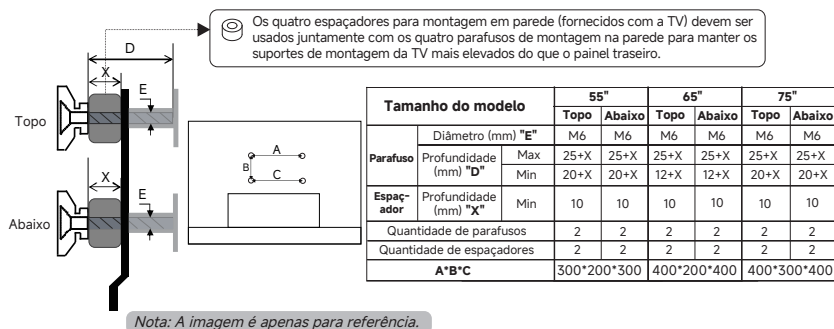 Os quatro espaçadores para montagem em parede (fornecidos com a TV) devem ser
usados juntamente com os quatro parafusos de montagem na parede para manter os
suportes de montagem da TV mais elevados do que o painel traseiro.
D
X
E
Topo
X
E
Abaixo
A
B
C
Tamanho do modelo 55" 65" 75"
Topo Abaixo Topo Abaixo Topo Abaixo
Parafuso Diâmetro (mm) "E" M6 M6 M6 M6 M6 M6
Profundidade (mm) "D" Max 25+X 25+X 25+X 25+X 25+X 25+X
Min 20+X 20+X 12+X 12+X 20+X 20+X
Espaç-
ador Profundidade (mm) "X" Min 10 10 10 10 10 10
Quantidade de parafusos 2 2 2 2 2 2
Quantidade de espaçadores 2 2 2 2 2 2
A*B*C 300*200*300 400*200*400 400*300*400
Nota: A imagem é apenas para referência.